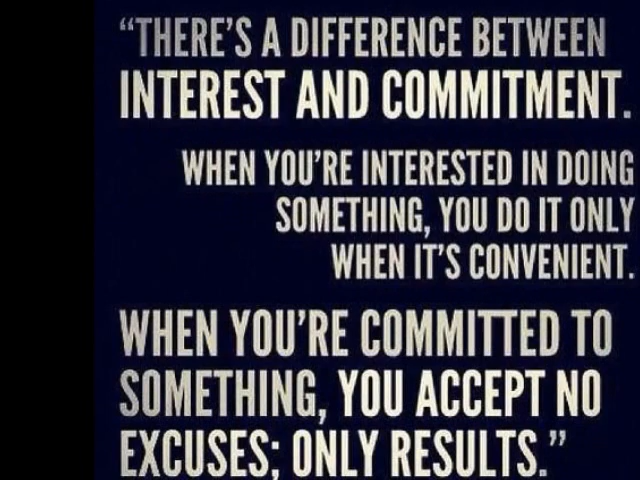 “THERE’S A DIFFERENCE BETWEEN
INTEREST AND COMMITMENT.
WHEN YOU’RE INTERESTED IN DOING
SOMETHING, YOU DO IT ONLY
WHEN IT’S CONVENIENT.
WHEN YOU’RE COMMITTED TO
SOMETHING, YOU ACCEPT NO
EXCUSES; ONLY RESULTS.”